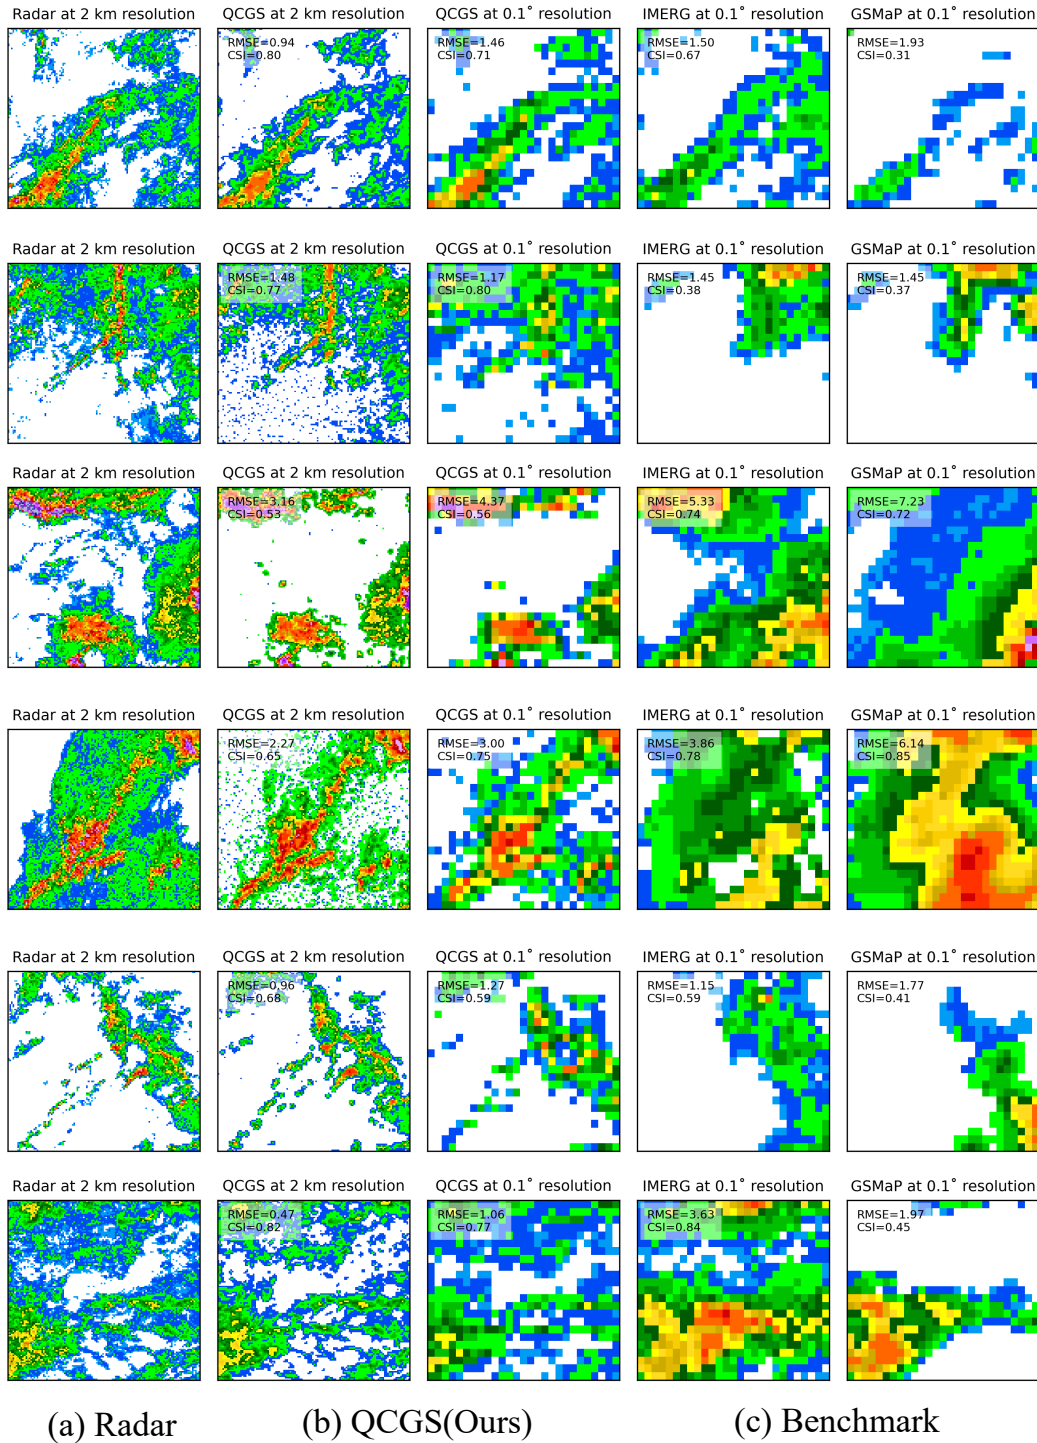 Radar at 2 km resolution QCGS at 2 km resolution QCGS at 0.1˚ resolution IMERG at 0.1˚ resolution GSMaP at 0.1˚ resolution
RMSE=0.94 RMSE=1.46 RMSE=1.50 RMSE=1.93
CSI=0.80 CSI=0.71 CSI=0.67 CSI=0.31
Radar at 2 km resolution QCGS at 2 km resolution QCGS at 0.1˚ resolution IMERG at 0.1˚ resolution GSMaP at 0.1˚ resolution
RMSE=1.48 RMSE=1.17 RMSE=1.45 RMSE=1.45
CSI=0.77 CSI=0.80 CSI=0.38 CSI=0.37
Radar at 2 km resolution QCGS at 2 km resolution QCGS at 0.1˚ resolution IMERG at 0.1˚ resolution GSMaP at 0.1˚ resolution
RMSE=3.16 RMSE=4.37 RMSE=5.33 RMSE=7.23
CSI=0.53 CSI=0.56 CSI=0.74 CSI=0.72
Radar at 2 km resolution QCGS at 2 km resolution QCGS at 0.1˚ resolution IMERG at 0.1˚ resolution GSMaP at 0.1˚ resolution
RMSE=2.27 RMSE=3.00 RMSE=3.86 RMSE=6.14
CSI=0.65 CSI=0.75 CSI=0.78 CSI=0.85
Radar at 2 km resolution QCGS at 2 km resolution QCGS at 0.1˚ resolution IMERG at 0.1˚ resolution GSMaP at 0.1˚ resolution
RMSE=0.96 RMSE=1.27 RMSE=1.15 RMSE=1.77
CSI=0.68 CSI=0.59 CSI=0.59 CSI=0.41
Radar at 2 km resolution QCGS at 2 km resolution QCGS at 0.1˚ resolution IMERG at 0.1˚ resolution GSMaP at 0.1˚ resolution
RMSE=0.47 RMSE=1.06 RMSE=3.63 RMSE=1.97
CSI=0.82 CSI=0.77 CSI=0.84 CSI=0.45
(a) Radar (b) QCGS(Ours) (c) Benchmark